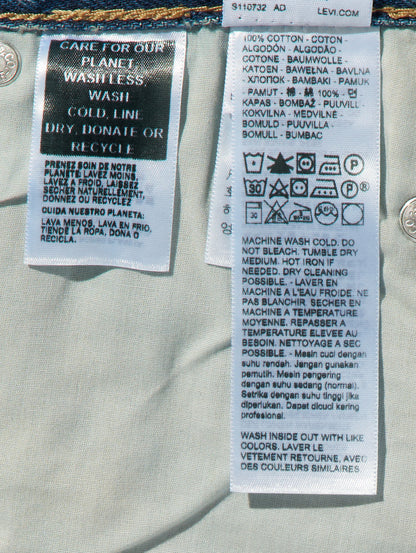 S110732 AD
LEVI.COM
CARE FOR OUR
PLANET
WASH LESS,
WASH
COLD, LINE
DRY, DONATE OR
RECYCLE
PRENEZ SOIN DE NOTRE
PLANETE: LAVEZ MOINS,
LAVEZ A FROID, LAISSEZ
SECHER NATURELLEMENT,
DONNEZ OU RECYCLEZ
CUIDA NUESTRO PLANETA:
LAVA MENOS, LAVA EN FRIO,
TIENDE LA ROPA, DONA O
RECICLA.
100% COTTON - COTON -
ALGODÓN - ALGODÃO -
COTONE - BAUMWOLLE -
KATOEN - BAWEŁNA - BAVLNA
- ΧΤΟΠΟΚ - BAMBAKI - PAMUK
- PAMUT - 棉 - 綿 100% - 면
KAPAS - BOMBAŽ - PUUVILL -
KOKVILNA - MEDVILNE -
BOMULD - PUUVILLA -
BOMULL - BUMBAC
P
30
P
MACHINE WASH COLD. DO
NOT BLEACH. TUMBLE DRY
MEDIUM. HOT IRON IF
NEEDED. DRY CLEANING
POSSIBLE. - LAVER EN
MACHINE A L'EAU FROIDE. NE
PAS BLANCHIR. SECHER EN
MACHINE A TEMPERATURE
MOYENNE. REPASSER A
TEMPERATURE ELEVEE AU
BESOIN. NETTOYAGE A SEC
POSSIBLE. - Mesin cuci dengan
suhu rendah. Jangan gunakan
pemutih. Mesin pengering
dengan suhu sedang (normal).
Setrika dengan suhu tinggi jika
diperlukan. Dapat dicuci kering
profesional.
WASH INSIDE OUT WITH LIKE
COLORS. LAVER LE
VETEMENT RETOURNE, AVEC
DES COULEURS SIMILAIRES.